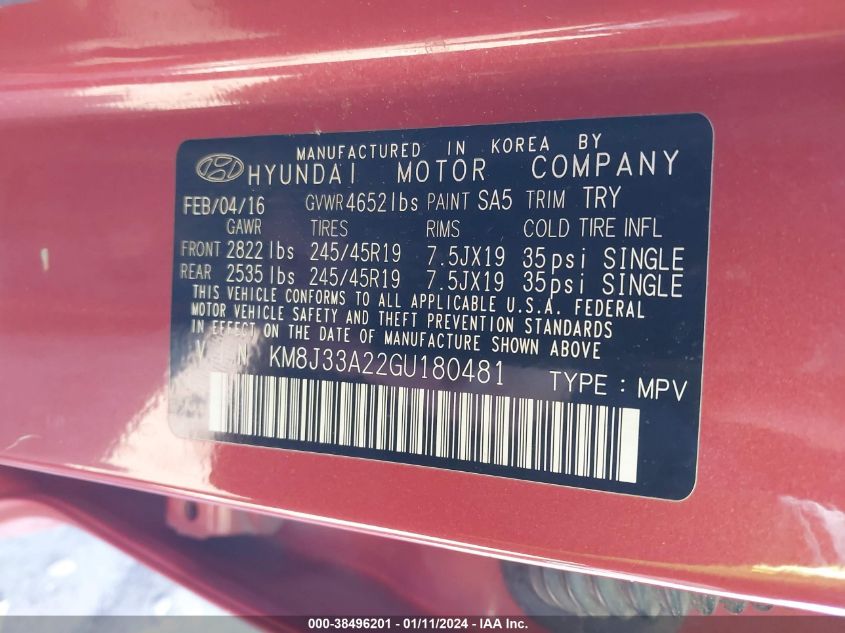 MANUFACTURED IN KOREA BY
HYUNDAI MOTOR COMPANY
FEB/04/16 GVWR 4652lbs PAINT SA5 TRIM TRY
GAWR TIRES RIMS COLD TIRE INFL
FRONT 2822 lbs 245/45R19 7.5JX19 35psi SINGLE
REAR 2535 lbs 245/45R19 7.5JX19 35psi SINGLE
THIS VEHICLE CONFORMS TO ALL APPLICABLE U.S.A. FEDERAL
MOTOR VEHICLE SAFETY AND THEFT PREVENTION STANDARDS
IN EFFECT ON THE DATE OF MANUFACTURE SHOWN ABOVE
V I N KM8J33A22GU180481 TYPE : MPV
000-38496201 - 01/11/2024 - IAA Inc.